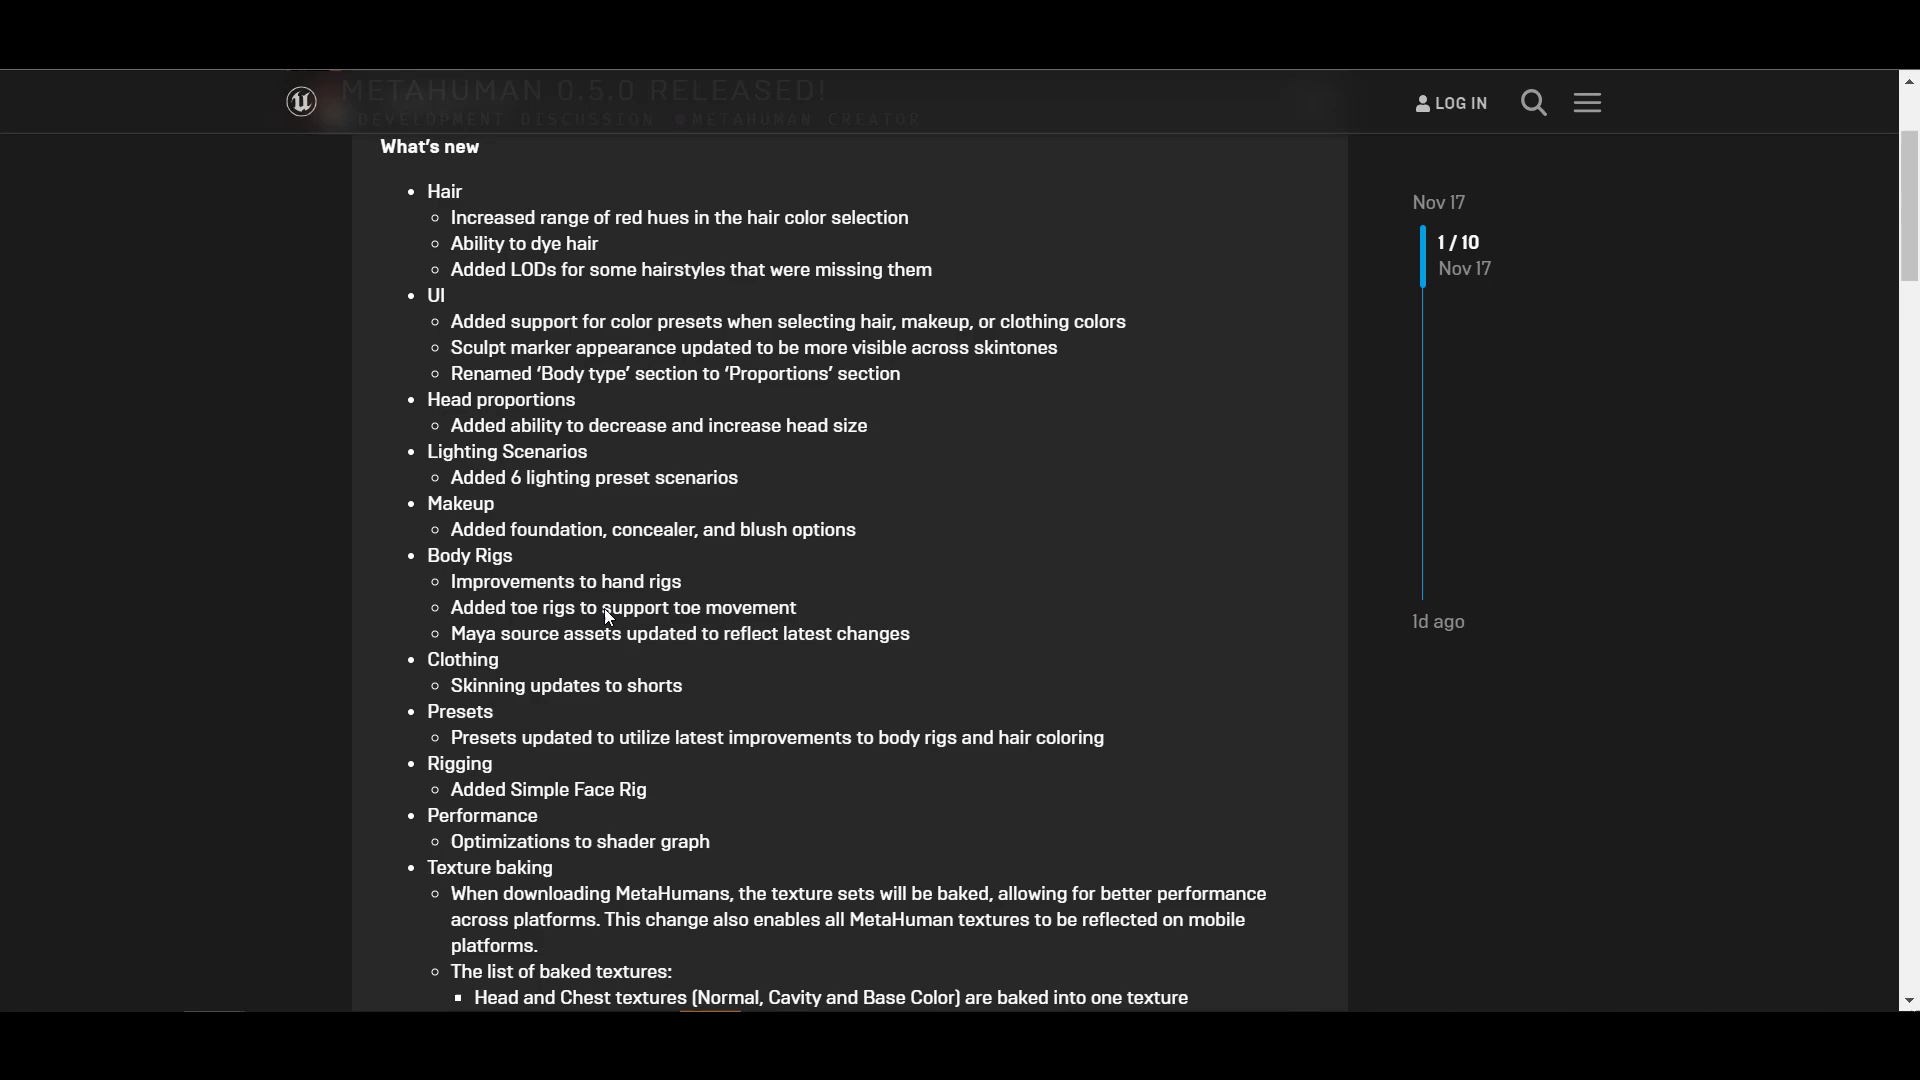 METAHUMAN 0.5.0 RELEASED!
DEVELOPMENT DISCUSSION METAHUMAN CREATOR
LOG IN
What's new
• Hair
◦ Increased range of red hues in the hair color selection
◦ Ability to dye hair
◦ Added LODs for some hairstyles that were missing them
• UI
◦ Added support for color presets when selecting hair, makeup, or clothing colors
◦ Sculpt marker appearance updated to be more visible across skintones
◦ Renamed ‘Body type’ section to ‘Proportions’ section
• Head proportions
◦ Added ability to decrease and increase head size
• Lighting Scenarios
◦ Added 6 lighting preset scenarios
• Makeup
◦ Added foundation, concealer, and blush options
• Body Rigs
◦ Improvements to hand rigs
◦ Added toe rigs to support toe movement
◦ Maya source assets updated to reflect latest changes
• Clothing
◦ Skinning updates to shorts
• Presets
◦ Presets updated to utilize latest improvements to body rigs and hair coloring
• Rigging
◦ Added Simple Face Rig
• Performance
◦ Optimizations to shader graph
• Texture baking
◦ When downloading MetaHumans, the texture sets will be baked, allowing for better performance
across platforms. This change also enables all MetaHuman textures to be reflected on mobile
platforms.
◦ The list of baked textures:
▪ Head and Chest textures (Normal, Cavity and Base Color) are baked into one texture
Nov 17
1 / 10
Nov 17
1d ago